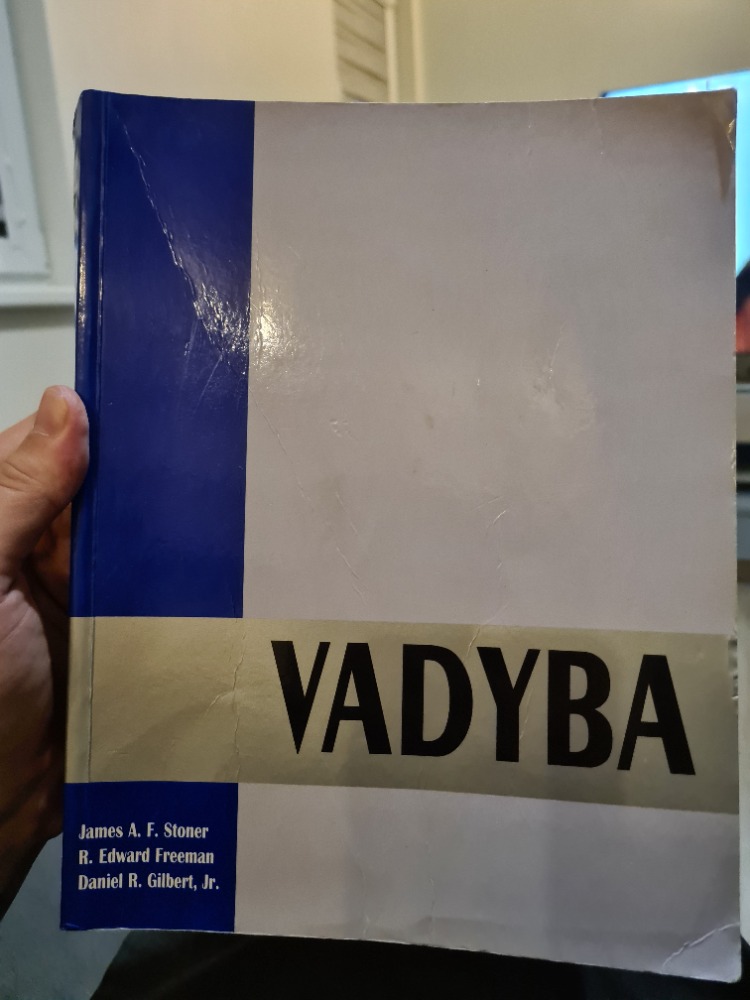 VADYBA
James A. F. Stoner
R. Edward Freeman
Daniel R. Gilbert, Jr.